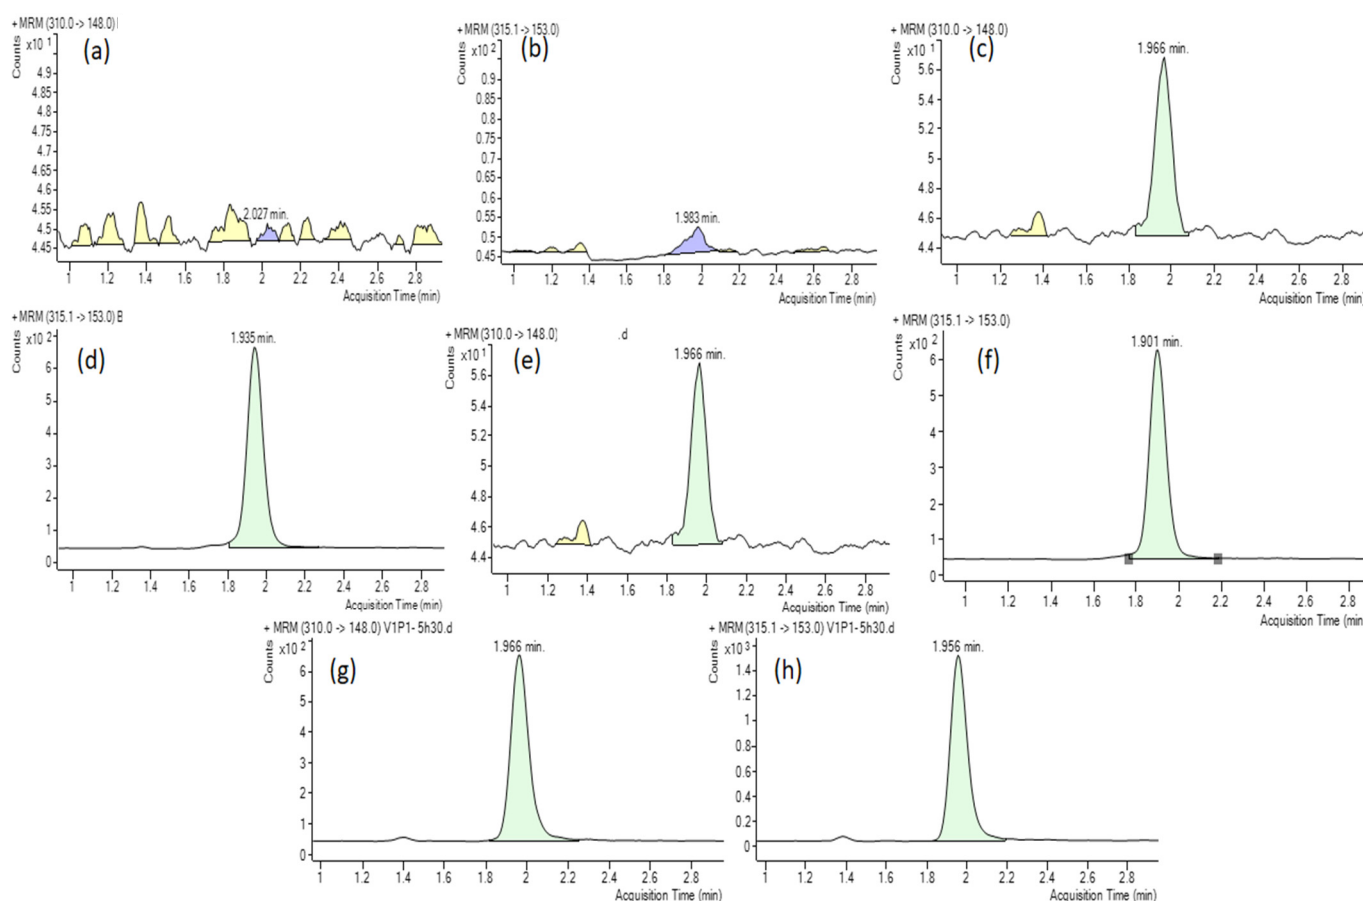 + MRM (310.0 -> 148.0)
Counts
x10 1
(a)
4.9
4.85
4.8
4.75
4.7
4.65
4.6
4.55
4.5
4.45
2.027 min.
1 1.2 1.4 1.6 1.8 2 2.2 2.4 2.6 2.8
Acquisition Time (min)
+ MRM (315.1 -> 153.0)
Counts
x10 2
(b)
0.9
0.85
0.8
0.75
0.7
0.65
0.6
0.55
0.5
0.45
1.983 min.
1.2 1.4 1.6 1.8 2 2.2 2.4 2.6 2.8
Acquisition Time (min)
+ MRM (310.0 -> 148.0)
Counts
x10 1
(c)
1.966 min.
5.6
5.4
5.2
5
4.8
4.6
4.4
1 1.2 1.4 1.6 1.8 2 2.2 2.4 2.6 2.8
Acquisition Time (min)
+ MRM (315.1 -> 153.0) B
Counts
x10 2
(d)
1.935 min.
6
5
4
3
2
1
0
1 1.2 1.4 1.6 1.8 2 2.2 2.4 2.6 2.8
Acquisition Time (min)
+ MRM (310.0 -> 148.0) .d
Counts
x10 1
(e)
1.966 min.
5.6
5.4
5.2
5
4.8
4.6
4.4
1 1.2 1.4 1.6 1.8 2 2.2 2.4 2.6 2.8
Acquisition Time (min)
+ MRM (315.1 -> 153.0)
Counts
x10 2
(f)
1.901 min.
6
5
4
3
2
1
0
1 1.2 1.4 1.6 1.8 2 2.2 2.4 2.6 2.8
Acquisition Time (min)
+ MRM (310.0 -> 148.0) V1P1-5h30.d
Counts
x10 2
(g)
1.966 min.
6
5
4
3
2
1
0
1 1.2 1.4 1.6 1.8 2 2.2 2.4 2.6 2.8
Acquisition Time (min)
+ MRM (315.1 -> 153.0) V1P1-5h30.d
Counts
x10 3
(h)
1.956 min.
1.4
1.2
1
0.8
0.6
0.4
0.2
0
1 1.2 1.4 1.6 1.8 2 2.2 2.4 2.6 2.8
Acquisition Time (min)